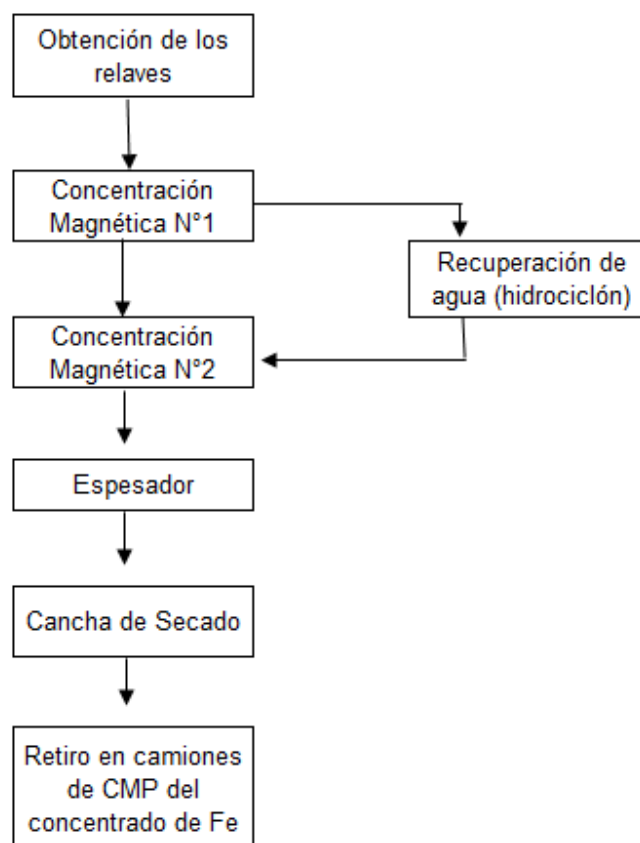 Obtención de los
relaves
Concentración
Magnética N°1
Recuperación de
agua (hidrociclón)
Concentración
Magnética N°2
Espesador
Cancha de Secado
Retiro en camiones
de CMP del
concentrado de Fe